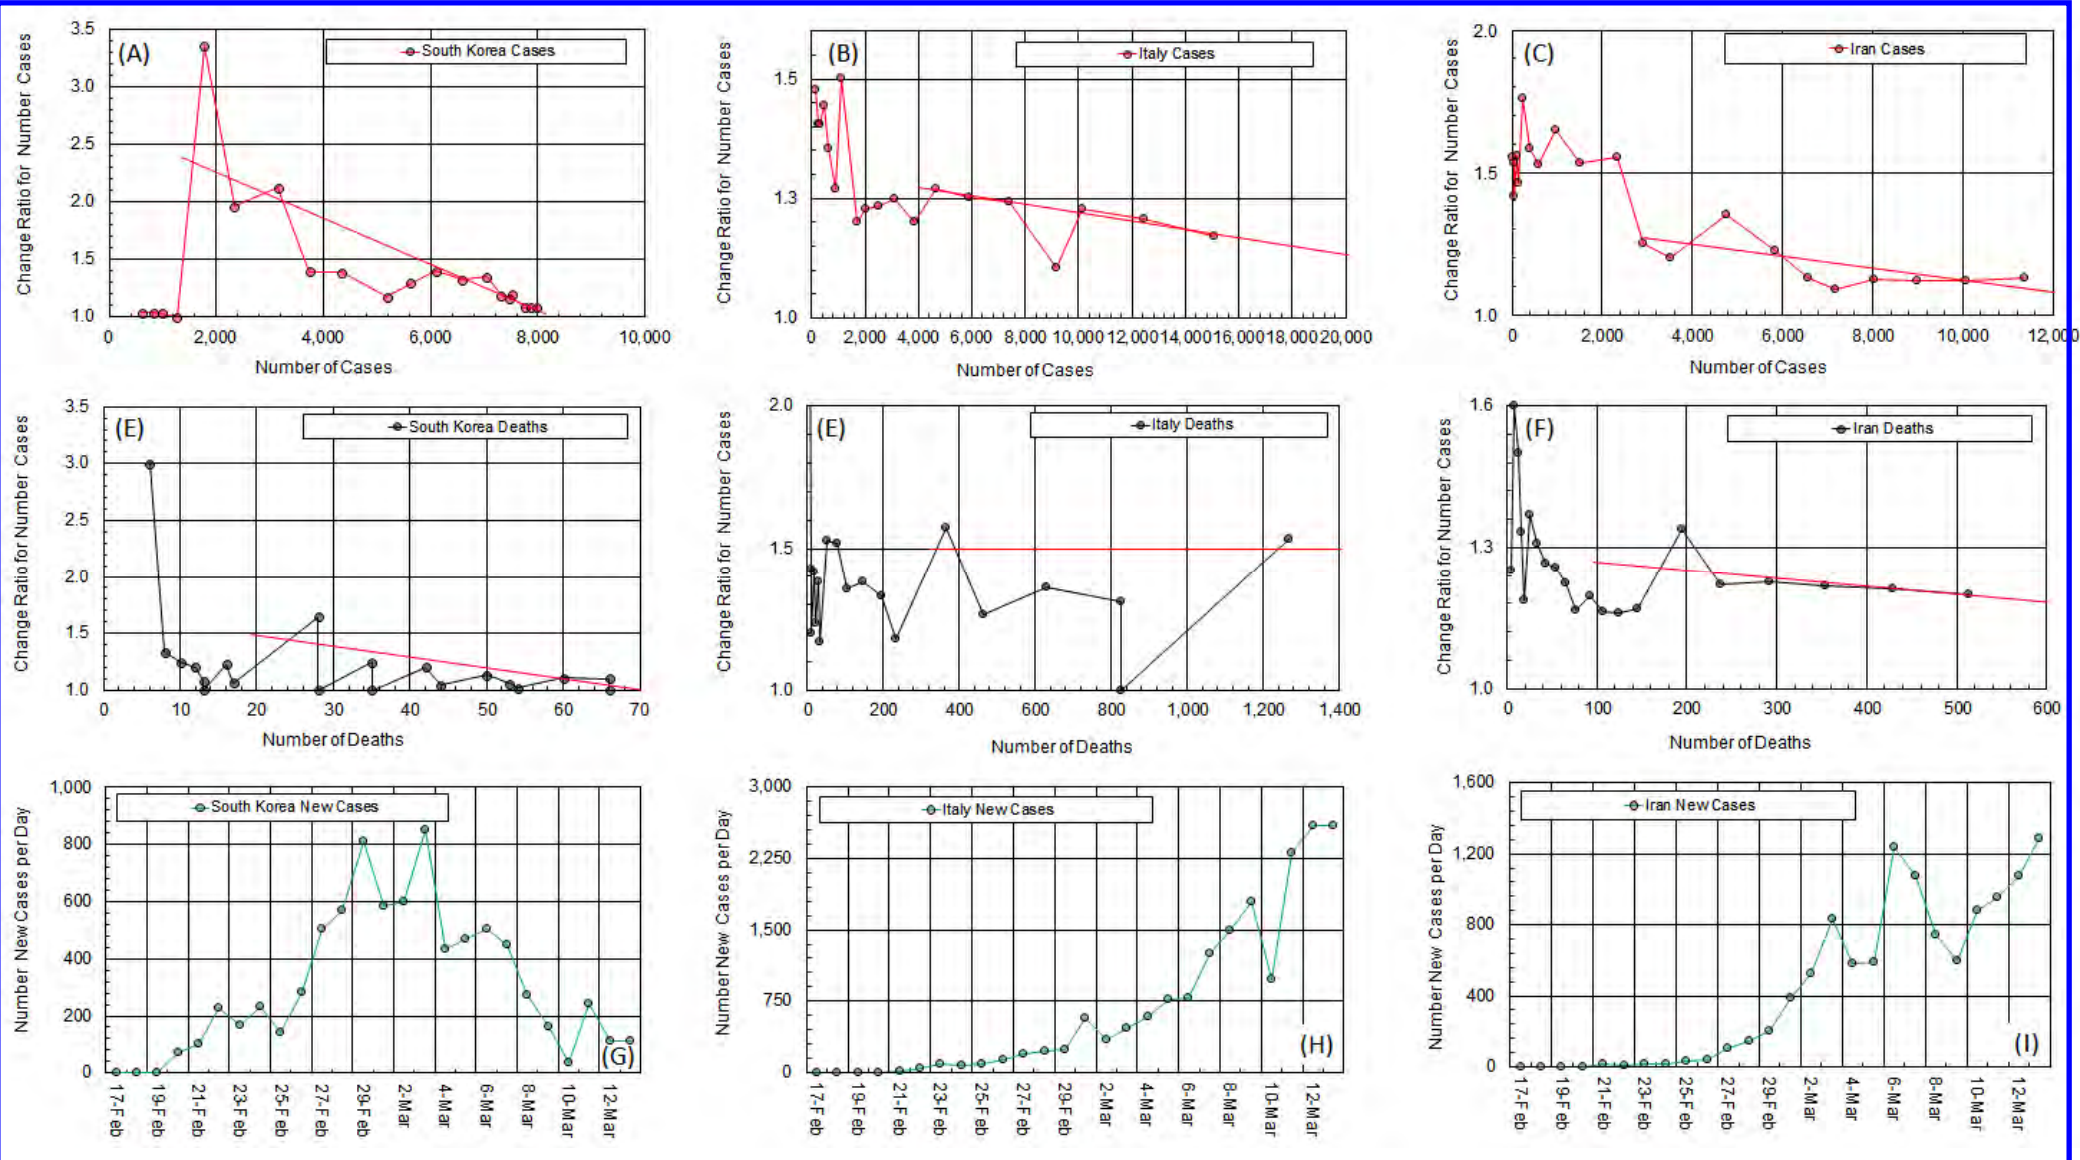 (A)
South Korea Cases
Change Ratio for Number Cases
3.5
3.0
2.5
2.0
1.5
1.0
0
2,000
4,000
6,000
8,000
10,000
Number of Cases
(B)
Italy Cases
Change Ratio for Number Cases
1.5
1.3
1.0
0
2,000
4,000
6,000
8,000
10,000
12,000
14,000
16,000
18,000
20,000
Number of Cases
(C)
Iran Cases
Change Ratio for Number Cases
2.0
1.5
1.0
0
2,000
4,000
6,000
8,000
10,000
12,000
Number of Cases
(E)
South Korea Deaths
Change Ratio for Number Cases
3.5
3.0
2.5
2.0
1.5
1.0
0
10
20
30
40
50
60
70
Number of Deaths
(E)
Italy Deaths
Change Ratio for Number Cases
2.0
1.5
1.0
0
200
400
600
800
1,000
1,200
1,400
Number of Deaths
(F)
Iran Deaths
Change Ratio for Number Cases
1.6
1.3
1.0
0
100
200
300
400
500
600
Number of Deaths
South Korea New Cases
Number New Cases per Day
1,000
800
600
400
200
0
(G)
17-Feb
19-Feb
21-Feb
23-Feb
25-Feb
27-Feb
29-Feb
2-Mar
4-Mar
6-Mar
8-Mar
10-Mar
12-Mar
Italy New Cases
Number New Cases per Day
3,000
2,250
1,500
750
0
(H)
17-Feb
19-Feb
21-Feb
23-Feb
25-Feb
27-Feb
29-Feb
2-Mar
4-Mar
6-Mar
8-Mar
10-Mar
12-Mar
Iran New Cases
Number New Cases per Day
1,600
1,200
800
400
0
(I)
17-Feb
19-Feb
21-Feb
23-Feb
25-Feb
27-Feb
29-Feb
2-Mar
4-Mar
6-Mar
8-Mar
10-Mar
12-Mar